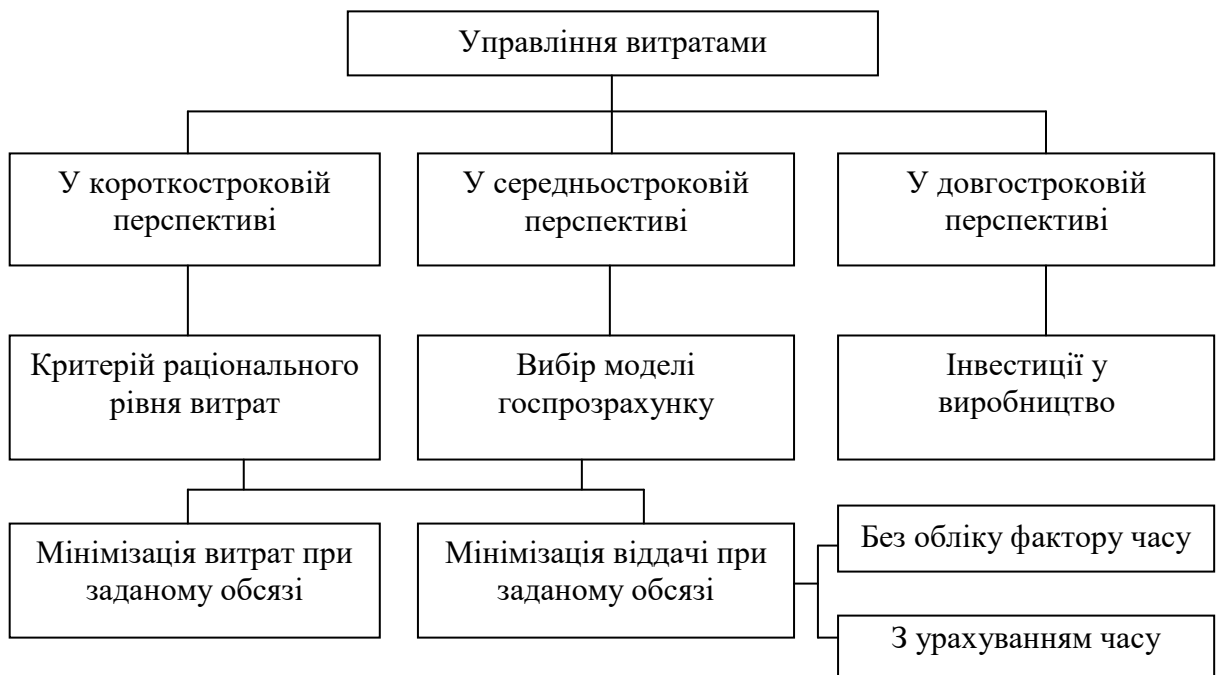 Управління витратами
У короткостроковій
перспективі
У середньостроковій
перспективі
У довгостроковій
перспективі
Критерій раціонального
рівня витрат
Вибір моделі
госпрозрахунку
Інвестиції у
виробництво
Мінімізація витрат при
заданому обсязі
Мінімізація віддачі при
заданому обсязі
Без обліку фактору часу
З урахуванням часу